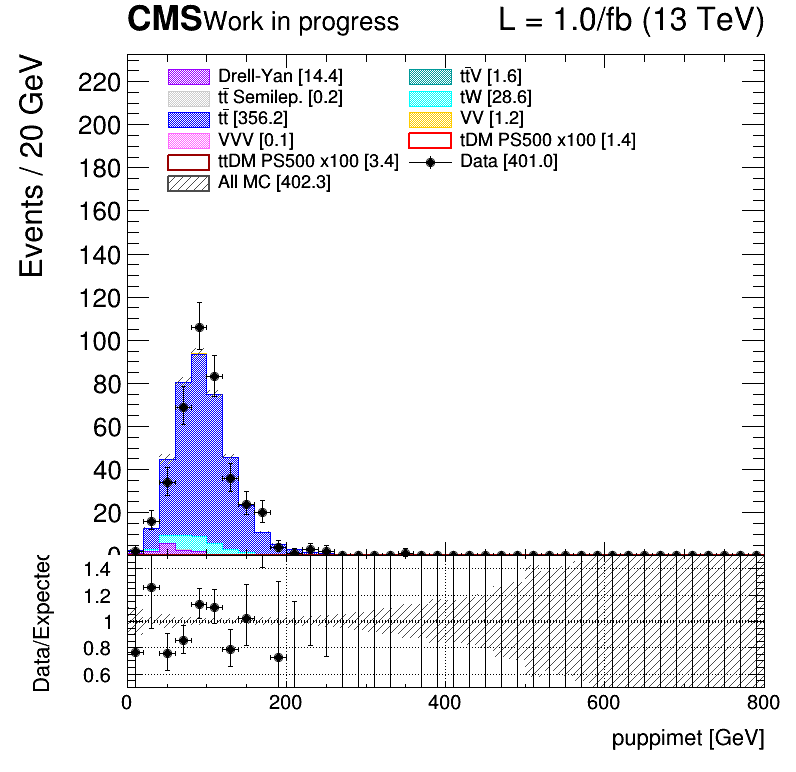 CMS Work in progress L = 1.0/fb (13 TeV)
Events / 20 GeV
220
200
180
160
140
120
100
80
60
40
20
0
Drell-Yan [14.4] tt̄V [1.6]
tt̄ Semilep. [0.2] tW [28.6]
tt̄ [356.2] VV [1.2]
VVV [0.1] tDM PS500 x100 [1.4]
ttDM PS500 x100 [3.4] Data [401.0]
All MC [402.3]
Data/Expected
1.4
1.2
1
0.8
0.6
0 200 400 600 800
puppimet [GeV]